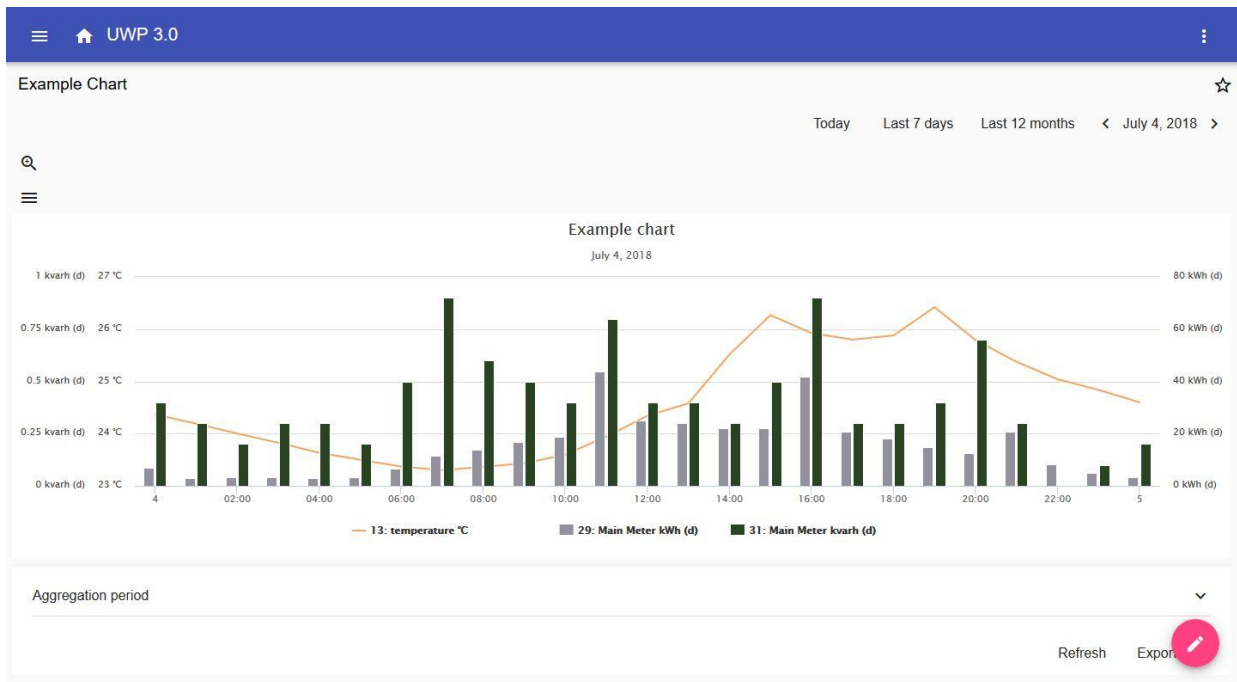 UWP 3.0
Example Chart
Today Last 7 days Last 12 months July 4, 2018
Example chart
July 4, 2018
1 kvarh (d) 27 °C 80 kWh (d)
0.75 kvarh (d) 26 °C 60 kWh (d)
0.5 kvarh (d) 25 °C 40 kWh (d)
0.25 kvarh (d) 24 °C 20 kWh (d)
0 kvarh (d) 23 °C 0 kWh (d)
4 02:00 04:00 06:00 08:00 10:00 12:00 14:00 16:00 18:00 20:00 22:00 5
13: temperature °C 29: Main Meter kWh (d) 31: Main Meter kvarh (d)
Aggregation period
Refresh Export